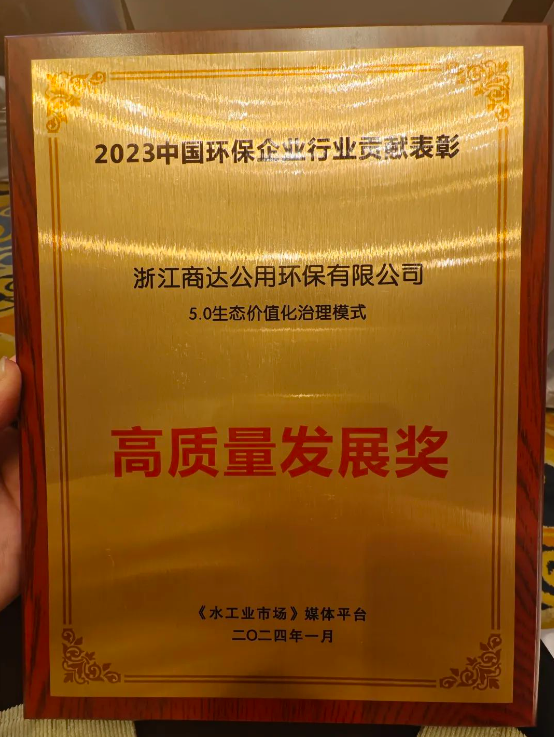 2023中国环保企业行业贡献表彰
浙江商达公用环保有限公司
5.0生态价值化治理模式
高质量发展奖
《水工业市场》媒体平台
二〇二四年一月